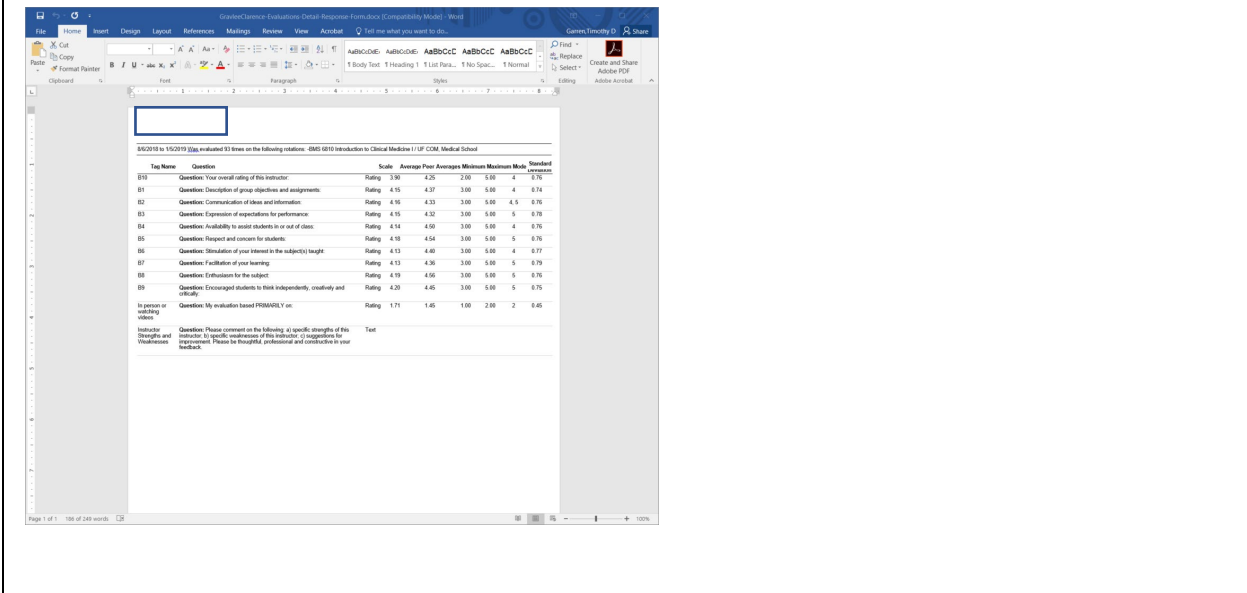 GravleeClarence-Evaluations-Detail-Response-Form.docx [Compatibility Mode] - Word
File Home Insert Design Layout References Mailings Review View Acrobat Tell me what you want to do... Garren,Timothy D Share
Paste Cut Copy Format Painter
AaBbCcDdEe AaBbCcDdEe AaBbCcD AaBbCcC AaBbCcC
1 Body Text 1 Heading 1 1 List Para... 1 No Spac... 1 Normal
Find Replace Select
Create and Share Adobe PDF
Clipboard Font Paragraph Styles Editing Adobe Acrobat
8/6/2018 to 1/5/2019 Was evaluated 93 times on the following rotations: -BMS 6810 Introduction to Clinical Medicine I / UF COM, Medical School
Tag Name Question Scale Average Peer Averages Minimum Maximum Mode Standard Deviation
B10 Question: Your overall rating of this instructor: Rating 3.90 4.25 2.00 5.00 4 0.76
B1 Question: Description of group objectives and assignments: Rating 4.15 4.37 3.00 5.00 4 0.74
B2 Question: Communication of ideas and information: Rating 4.16 4.33 3.00 5.00 4, 5 0.76
B3 Question: Expression of expectations for performance: Rating 4.15 4.32 3.00 5.00 5 0.78
B4 Question: Availability to assist students in or out of class: Rating 4.14 4.50 3.00 5.00 4 0.76
B5 Question: Respect and concern for students: Rating 4.18 4.54 3.00 5.00 5 0.76
B6 Question: Stimulation of your interest in the subject(s) taught: Rating 4.13 4.40 3.00 5.00 4 0.77
B7 Question: Facilitation of your learning: Rating 4.13 4.36 3.00 5.00 5 0.79
B8 Question: Enthusiasm for the subject: Rating 4.19 4.56 3.00 5.00 5 0.76
B9 Question: Encouraged students to think independently, creatively and Rating 4.20 4.45 3.00 5.00 5 0.75
critically:
In person or Question: My evaluation based PRIMARILY on: Rating 1.71 1.45 1.00 2.00 2 0.45
watching
videos
Instructor Question: Please comment on the following: a) specific strengths of this Text
Strengths and instructor; b) specific weaknesses of this instructor; c) suggestions for
Weaknesses improvement. Please be thoughtful, professional and constructive in your
feedback.
Page 1 of 1 186 of 249 words 100%